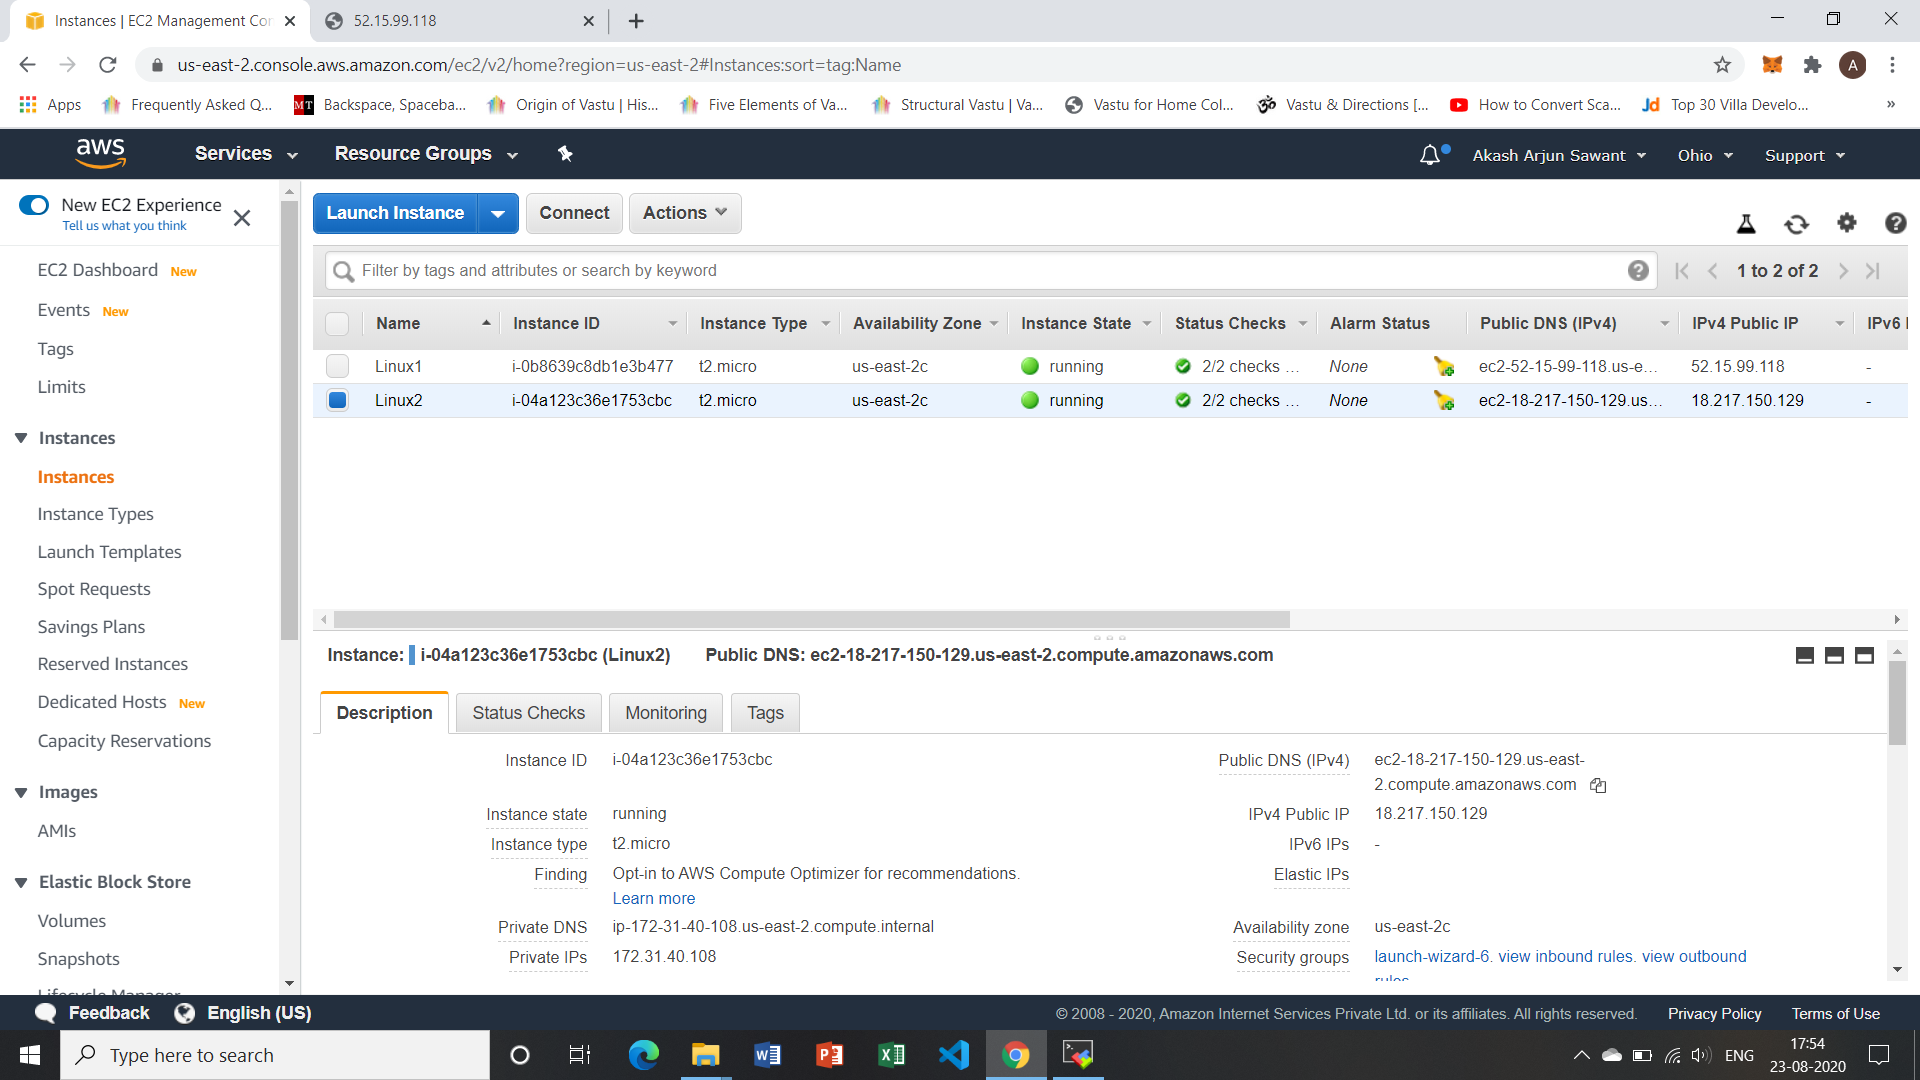 Instances | EC2 Management Con
52.15.99.118
us-east-2.console.aws.amazon.com/ec2/v2/home?region=us-east-2#Instances:sort=tag:Name
A
Apps
Frequently Asked Q...
MT
Backspace, Spaceba...
Origin of Vastu | His...
Five Elements of Va...
Structural Vastu | Va...
Vastu for Home Col...
Vastu & Directions [...
How to Convert Sca...
Jd
Top 30 Villa Develo...
aws
Services
Resource Groups
Akash Arjun Sawant
Ohio
Support
New EC2 Experience
Tell us what you think
EC2 Dashboard New
Events New
Tags
Limits
Instances
Instances
Instance Types
Launch Templates
Spot Requests
Savings Plans
Reserved Instances
Dedicated Hosts New
Capacity Reservations
Images
AMIs
Elastic Block Store
Volumes
Snapshots
Lifecycle Manager
Launch Instance
Connect
Actions
Filter by tags and attributes or search by keyword
1 to 2 of 2
Name Instance ID Instance Type Availability Zone Instance State Status Checks Alarm Status Public DNS (IPv4) IPv4 Public IP IPv6
Linux1 i-0b8639c8db1e3b477 t2.micro us-east-2c running 2/2 checks ... None ec2-52-15-99-118.us-e... 52.15.99.118 -
Linux2 i-04a123c36e1753cbc t2.micro us-east-2c running 2/2 checks ... None ec2-18-217-150-129.us... 18.217.150.129 -
Instance: i-04a123c36e1753cbc (Linux2) Public DNS: ec2-18-217-150-129.us-east-2.compute.amazonaws.com
Description
Status Checks
Monitoring
Tags
Instance ID i-04a123c36e1753cbc
Instance state running
Instance type t2.micro
Finding Opt-in to AWS Compute Optimizer for recommendations.
Learn more
Private DNS ip-172-31-40-108.us-east-2.compute.internal
Private IPs 172.31.40.108
Public DNS (IPv4) ec2-18-217-150-129.us-east-
2.compute.amazonaws.com
IPv4 Public IP 18.217.150.129
IPv6 IPs -
Elastic IPs
Availability zone us-east-2c
Security groups launch-wizard-6. view inbound rules. view outbound
rules
Feedback
English (US)
© 2008 - 2020, Amazon Internet Services Private Ltd. or its affiliates. All rights reserved.
Privacy Policy
Terms of Use
Type here to search
ENG
17:54
23-08-2020